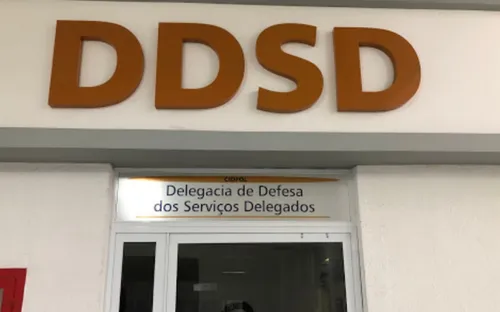 DDSD
Delegacia de Defesa
dos Serviços Delegados